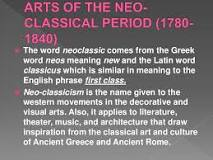 ARTS OF THE NEO-
CLASSICAL PERIOD (1780-
1840)
The word neoclassic comes from the Greek
word neos meaning new and the Latin word
classicus which is similar in meaning to the
English phrase first class.
Neo-classicism is the name given to the
western movements in the decorative and
visual arts. Also, it applies to literature,
theater, music, and architecture that draw
inspiration from the classical art and culture
of Ancient Greece and Ancient Rome.